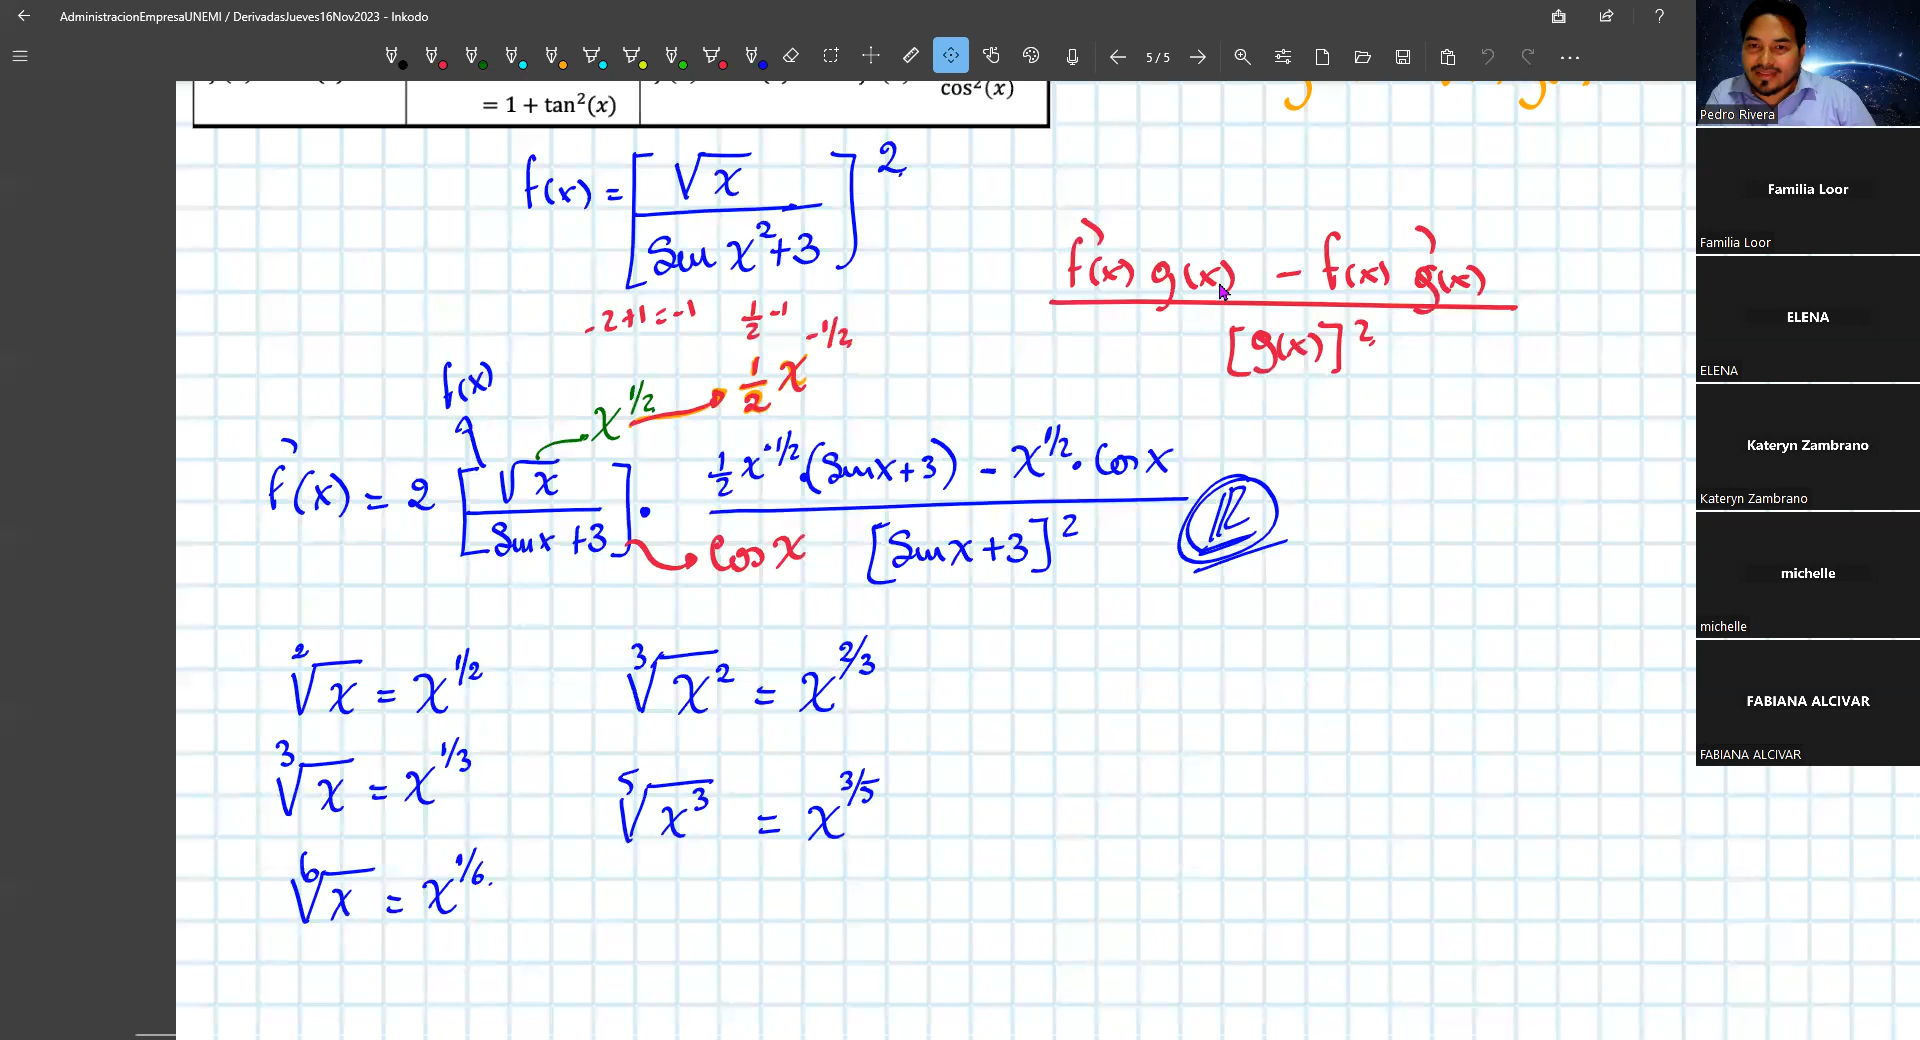 AdministracionEmpresaUNEMI / DerivadasJueves16Nov2023 - Inkodo
5 / 5
= 1 + tan²(x)
cos²(x)
f(x) = [√x / Sen x² + 3]²
f'(x) g(x) - f(x) g'(x)
[g(x)]²
-2+1=-1
1/2 -1
f(x)
x^1/2
1/2 x^-1/2
f'(x) = 2 [√x / Sen x + 3] · 1/2 x^-1/2 · (Sen x + 3) - x^1/2 · Cos x / [Sen x + 3]²
R
Cos x
²√x = x^1/2
³√x² = x^2/3
³√x = x^1/3
⁵√x³ = x^3/5
⁶√x = x^1/6.
Pedro Rivera
Familia Loor
Familia Loor
ELENA
ELENA
Kateryn Zambrano
Kateryn Zambrano
michelle
michelle
FABIANA ALCIVAR
FABIANA ALCIVAR